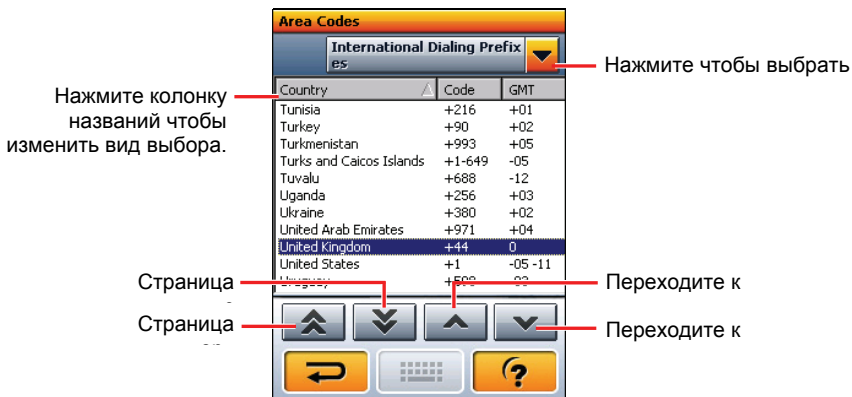 Area Codes
International Dialing Prefix
es
Нажмите чтобы выбрать
Country Code GMT
Нажмите колонку
названий чтобы
изменить вид выбора.
Tunisia +216 +01
Turkey +90 +02
Turkmenistan +993 +05
Turks and Caicos Islands +1-649 -05
Tuvalu +688 -12
Uganda +256 +03
Ukraine +380 +02
United Arab Emirates +971 +04
United Kingdom +44 0
United States +1 -05 -11
Uruguay +598 -03
Страница
Переходите к
Страница
Переходите к